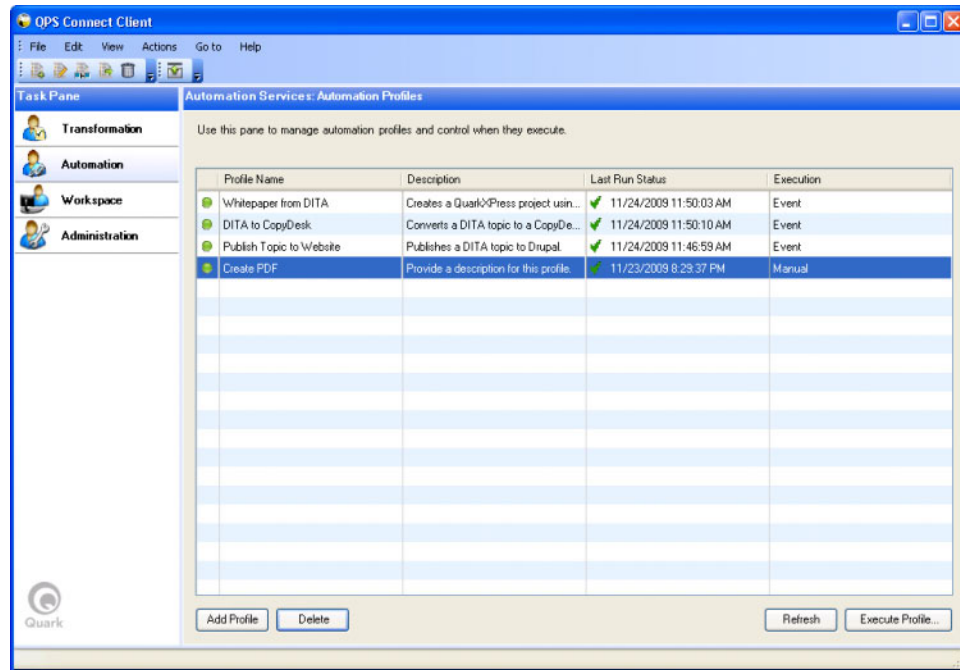 QPS Connect Client
File Edit View Actions Go to Help
Task Pane
Automation Services: Automation Profiles
Transformation
Automation
Workspace
Administration
Use this pane to manage automation profiles and control when they execute.
Profile Name Description Last Run Status Execution
Whitepaper from DITA Creates a QuarkXPress project usin... 11/24/2009 11:50:03 AM Event
DITA to CopyDesk Converts a DITA topic to a CopyDe... 11/24/2009 11:50:10 AM Event
Publish Topic to Website Publishes a DITA topic to Drupal. 11/24/2009 11:46:59 AM Event
Create PDF Provide a description for this profile. 11/23/2009 8:29:37 PM Manual
Quark
Add Profile Delete Refresh Execute Profile...